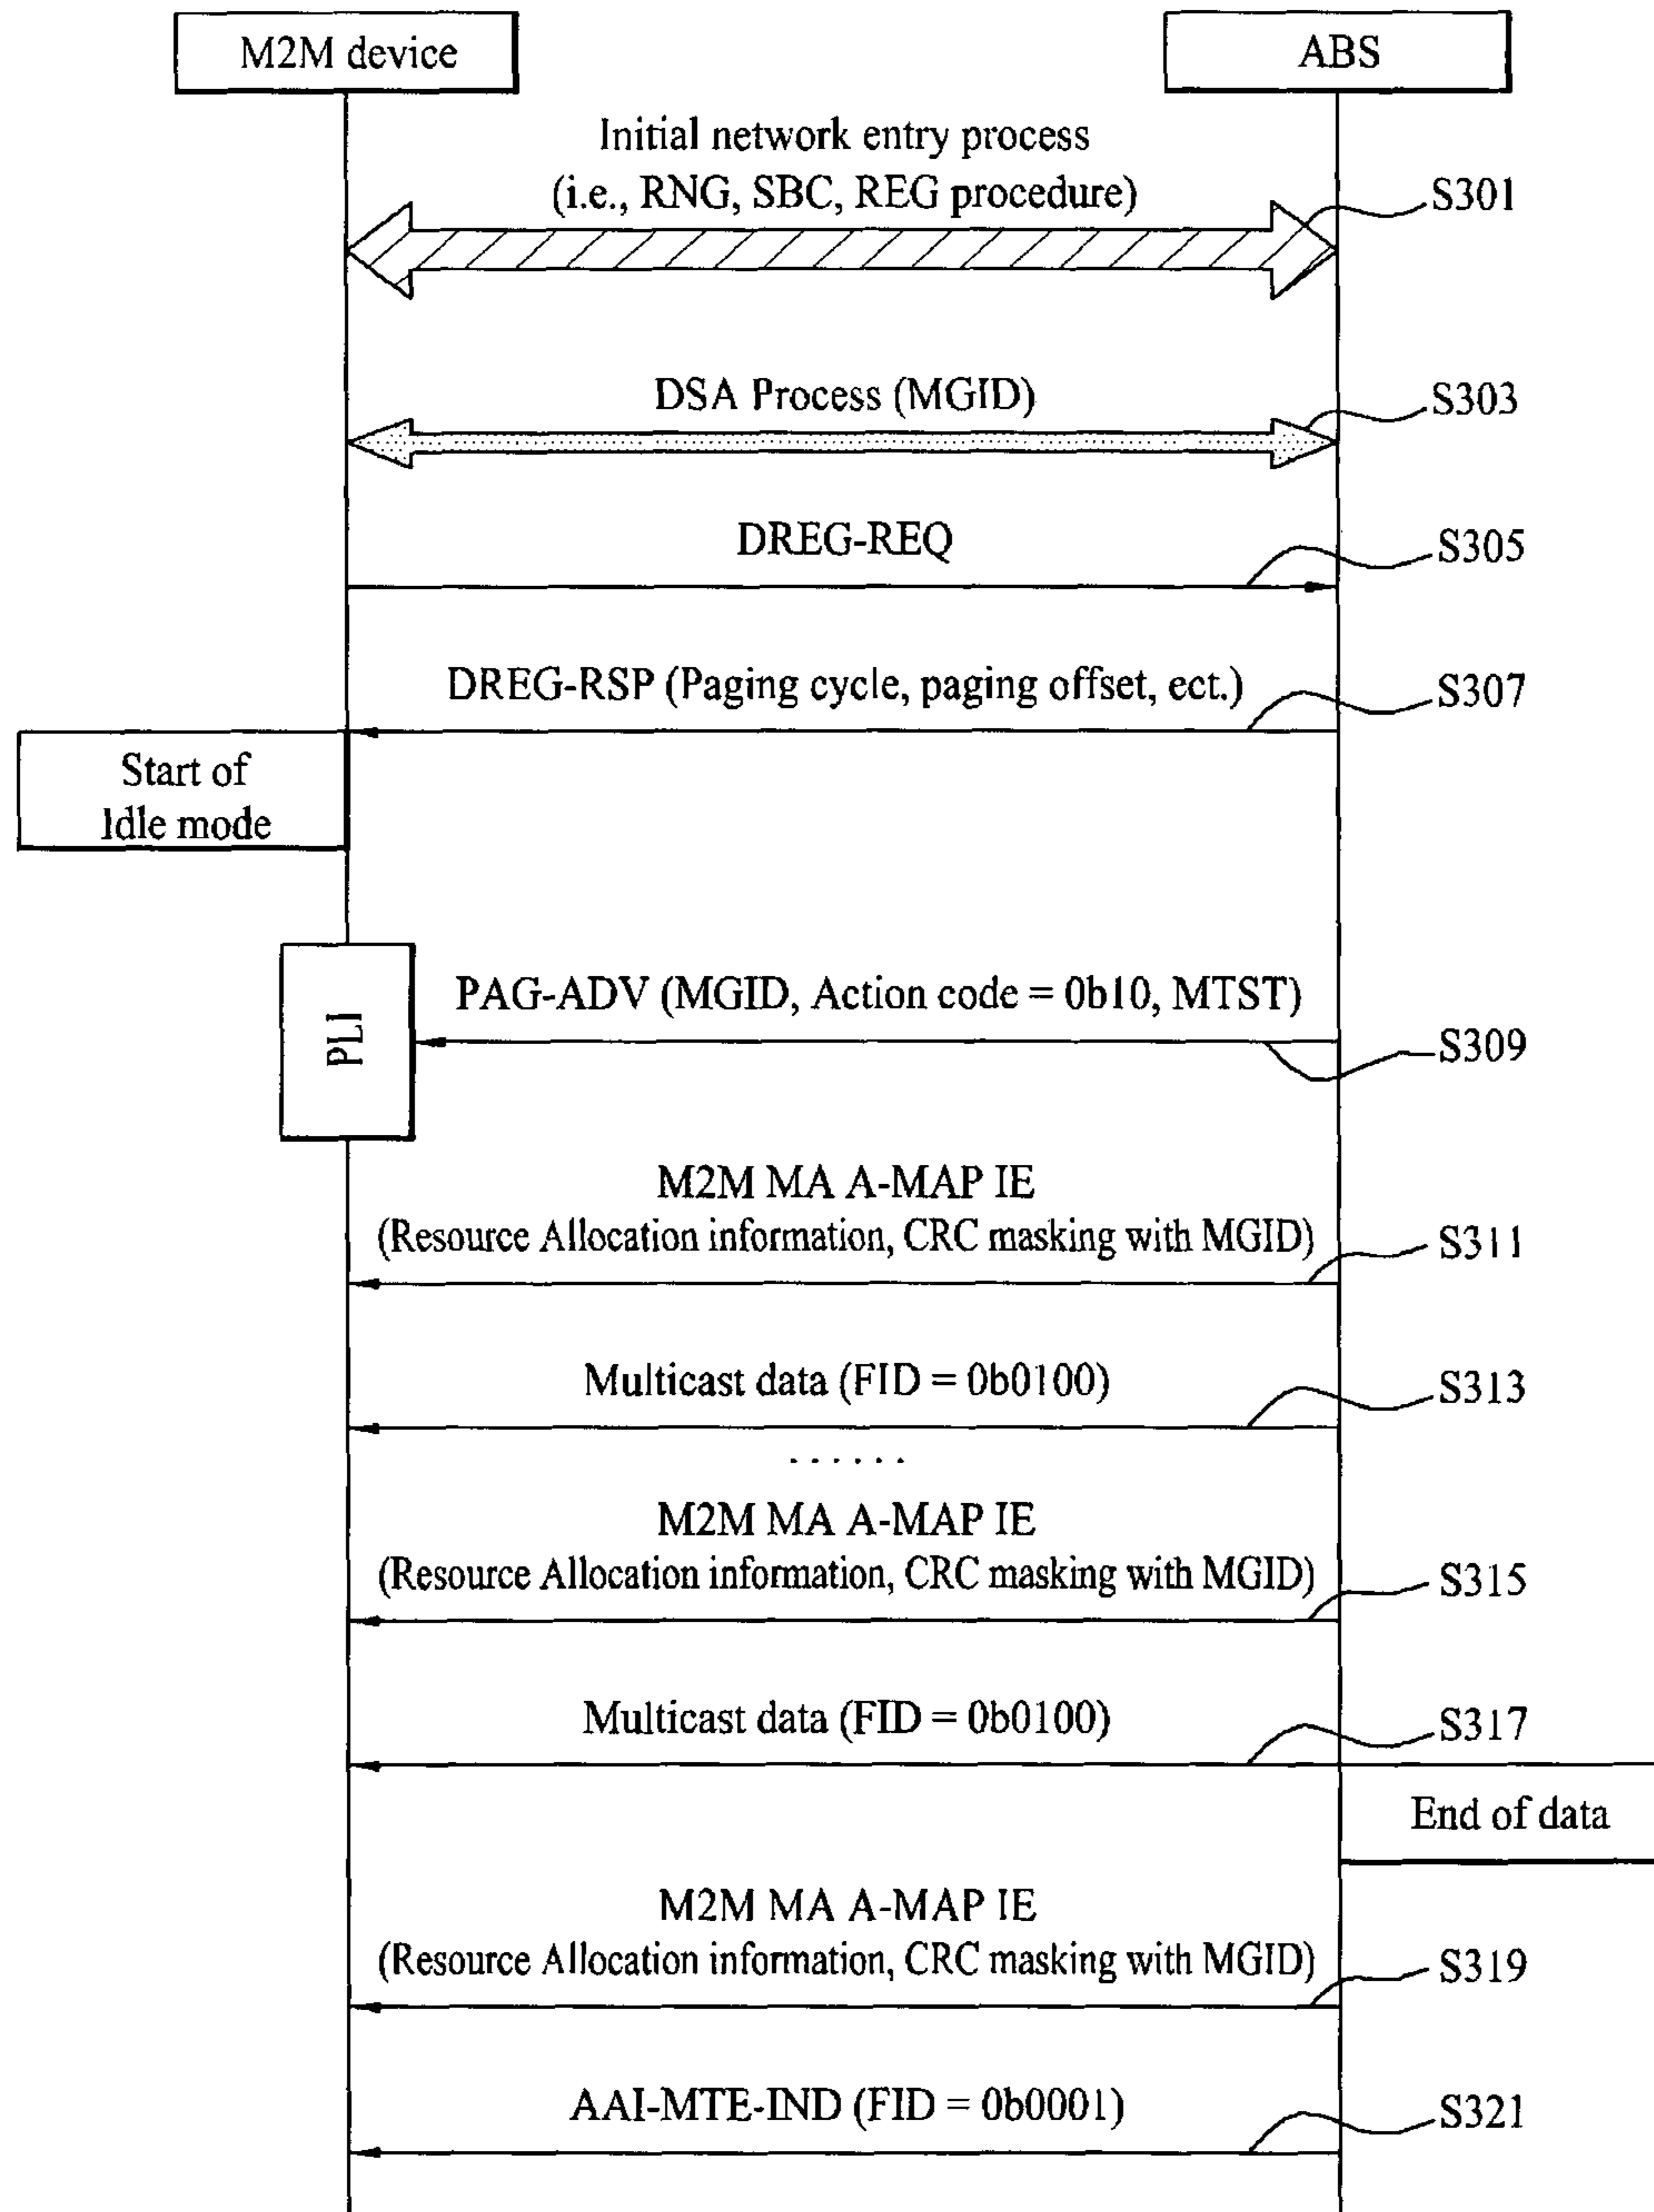 M2M device
ABS
Initial network entry process
(i.e., RNG, SBC, REG procedure)
S301
DSA Process (MGID)
S303
DREG-REQ
S305
DREG-RSP (Paging cycle, paging offset, ect.)
S307
Start of
Idle mode
PAG-ADV (MGID, Action code = 0b10, MTST)
PLI
S309
M2M MA A-MAP IE
(Resource Allocation information, CRC masking with MGID)
S311
Multicast data (FID = 0b0100)
S313
......
M2M MA A-MAP IE
(Resource Allocation information, CRC masking with MGID)
S315
Multicast data (FID = 0b0100)
S317
End of data
M2M MA A-MAP IE
(Resource Allocation information, CRC masking with MGID)
S319
AAI-MTE-IND (FID = 0b0001)
S321